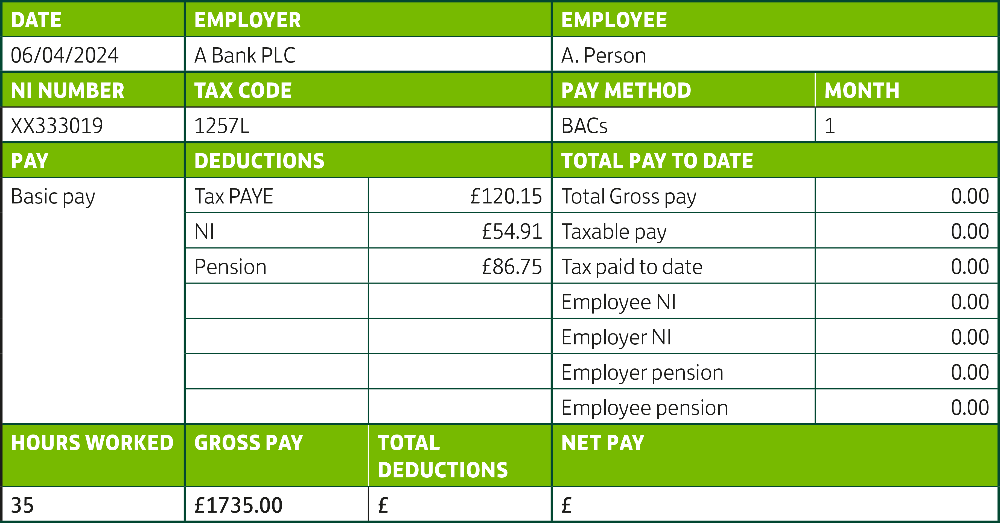 DATE EMPLOYER EMPLOYEE
06/04/2024 A Bank PLC A. Person
NI NUMBER TAX CODE PAY METHOD MONTH
XX333019 1257L BACs 1
PAY DEDUCTIONS TOTAL PAY TO DATE
Basic pay Tax PAYE £120.15 Total Gross pay 0.00
NI £54.91 Taxable pay 0.00
Pension £86.75 Tax paid to date 0.00
Employee NI 0.00
Employer NI 0.00
Employer pension 0.00
Employee pension 0.00
HOURS WORKED GROSS PAY TOTAL DEDUCTIONS NET PAY
35 £1735.00 £ £